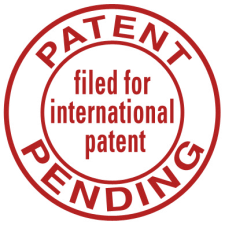 PATENT
filed for
international
patent
PENDING